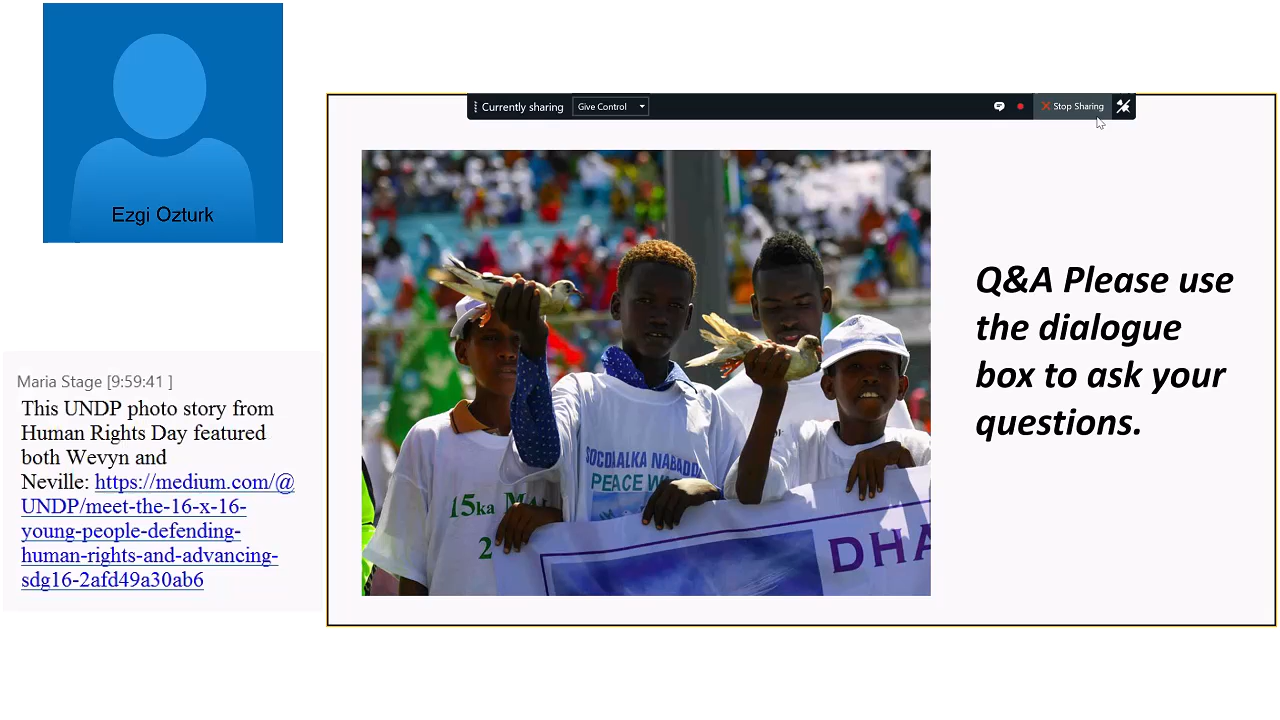 Ezgi Ozturk
Maria Stage [9:59:41 ]
This UNDP photo story from
Human Rights Day featured
both Wevyn and
Neville: https://medium.com/@
UNDP/meet-the-16-x-16-
young-people-defending-
human-rights-and-advancing-
sdg16-2afd49a30ab6
Currently sharing
Give Control
Stop Sharing
SOCDAALKA NABADDA
PEACE
15ka
2
DHA
Q&A Please use
the dialogue
box to ask your
questions.